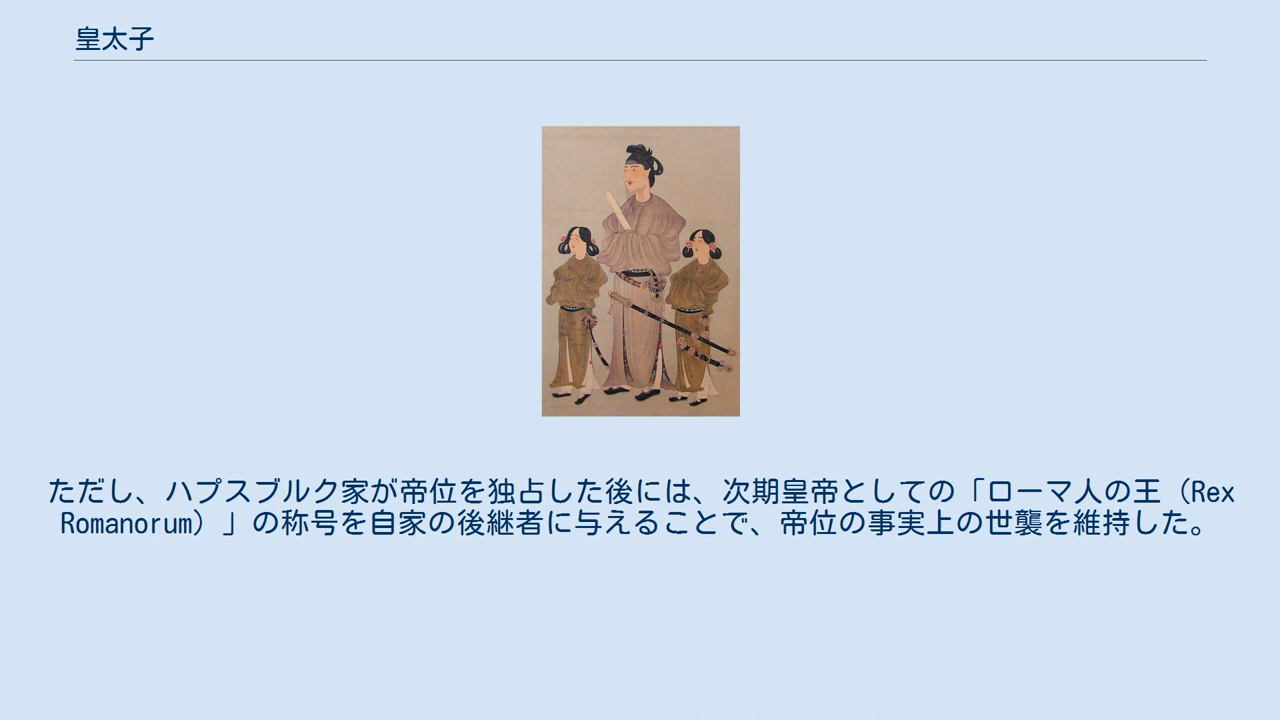 皇太子
ただし、ハプスブルク家が帝位を独占した後には、次期皇帝としての「ローマ人の王（Rex
Romanorum）」の称号を自家の後継者に与えることで、帝位の事実上の世襲を維持した。